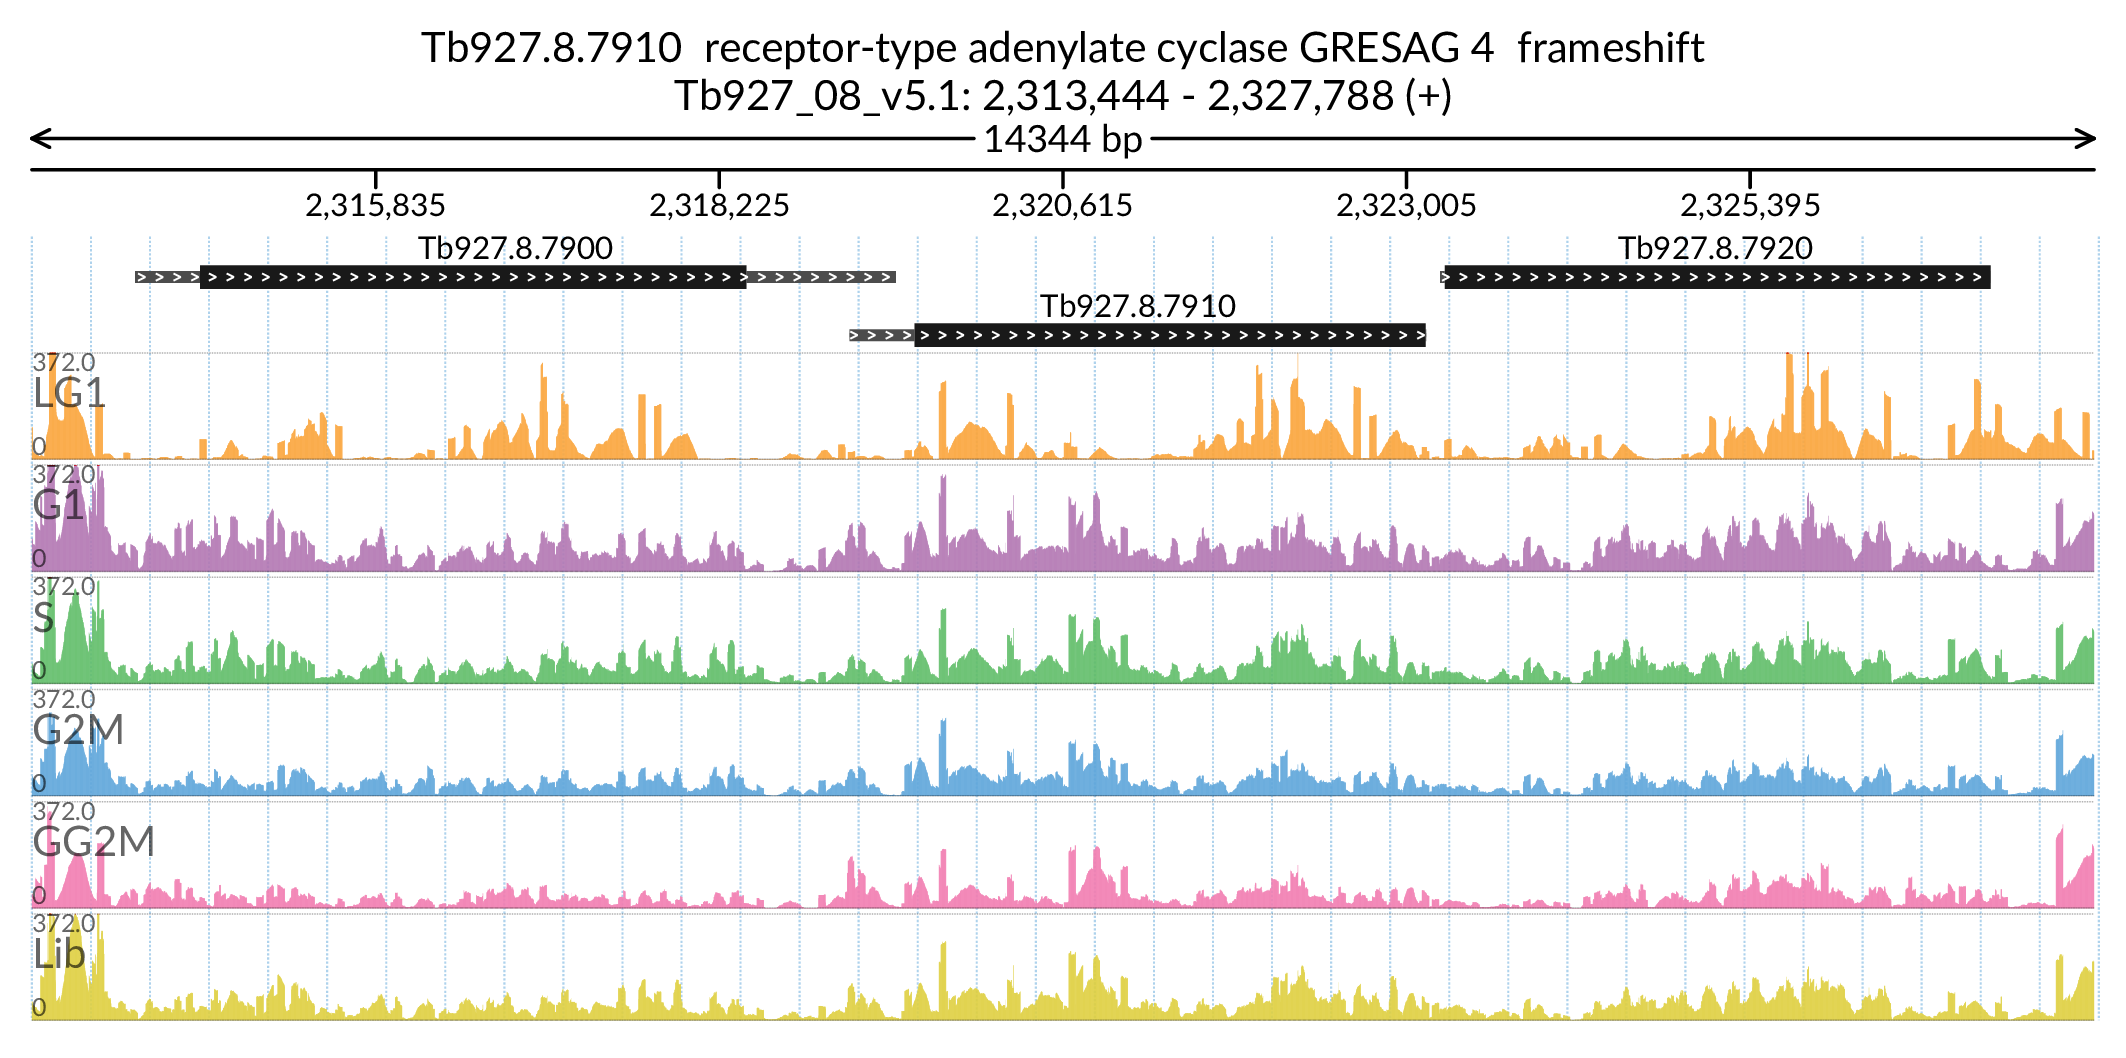 Tb927.8.7910  receptor-type adenylate cyclase GRESAG 4  frameshift
Tb927_08_v5.1: 2,313,444 - 2,327,788 (+)
14344 bp
2,315,835 2,318,225 2,320,615 2,323,005 2,325,395
Tb927.8.7900 Tb927.8.7920
Tb927.8.7910
372.0
LG1
0
372.0
G1
0
372.0
S
0
372.0
G2M
0
372.0
GG2M
0
372.0
Lib
0